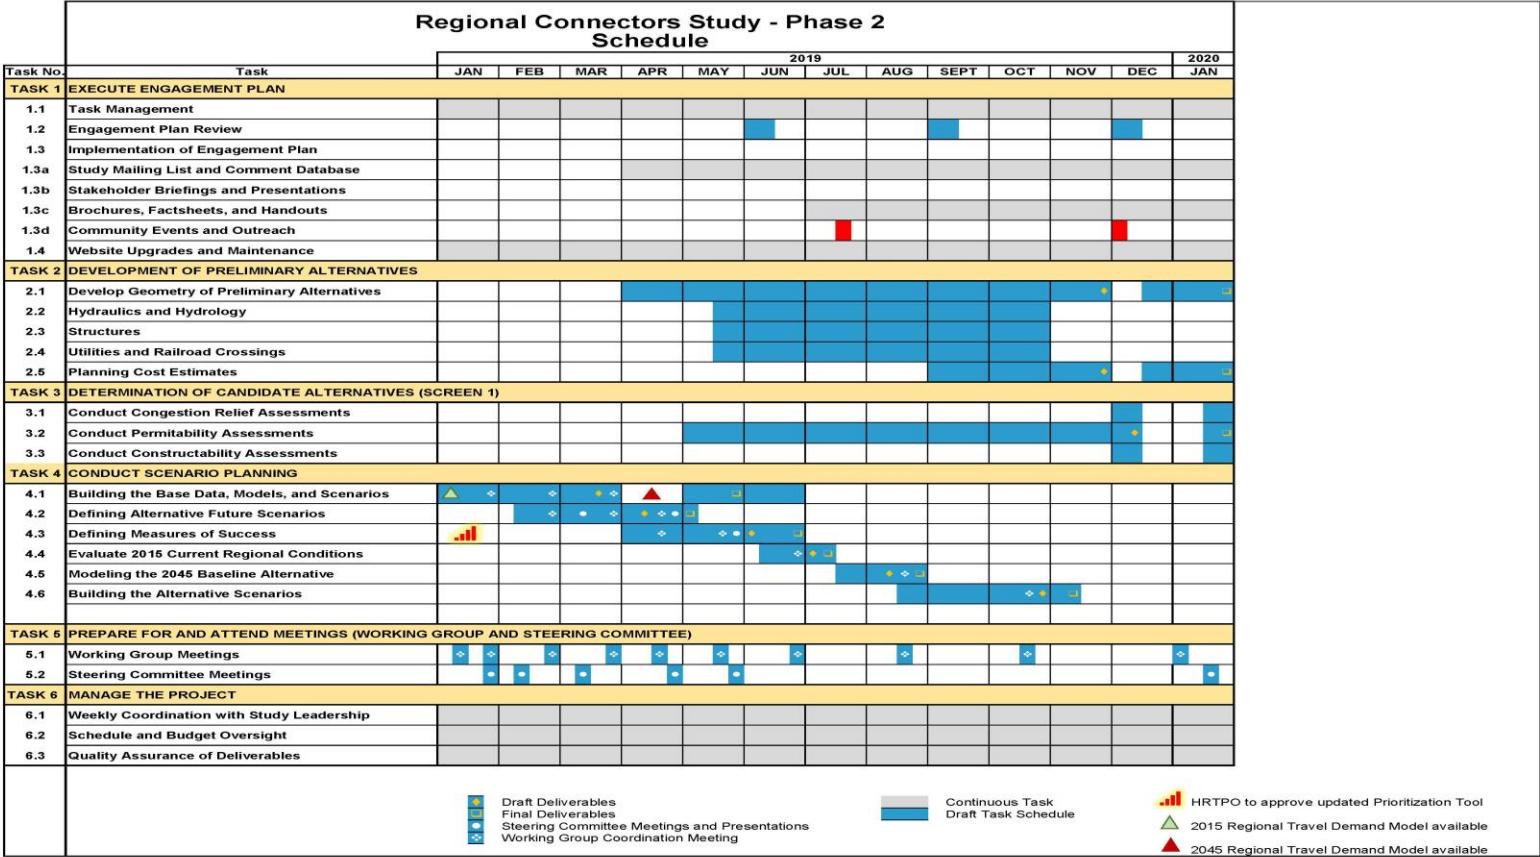 Regional Connectors Study - Phase 2
Schedule
2019 2020
Task No. Task JAN FEB MAR APR MAY JUN JUL AUG SEPT OCT NOV DEC JAN
TASK 1 EXECUTE ENGAGEMENT PLAN
1.1 Task Management
1.2 Engagement Plan Review
1.3 Implementation of Engagement Plan
1.3a Study Mailing List and Comment Database
1.3b Stakeholder Briefings and Presentations
1.3c Brochures, Factsheets, and Handouts
1.3d Community Events and Outreach
1.4 Website Upgrades and Maintenance
TASK 2 DEVELOPMENT OF PRELIMINARY ALTERNATIVES
2.1 Develop Geometry of Preliminary Alternatives
2.2 Hydraulics and Hydrology
2.3 Structures
2.4 Utilities and Railroad Crossings
2.5 Planning Cost Estimates
TASK 3 DETERMINATION OF CANDIDATE ALTERNATIVES (SCREEN 1)
3.1 Conduct Congestion Relief Assessments
3.2 Conduct Permitability Assessments
3.3 Conduct Constructability Assessments
TASK 4 CONDUCT SCENARIO PLANNING
4.1 Building the Base Data, Models, and Scenarios
4.2 Defining Alternative Future Scenarios
4.3 Defining Measures of Success
4.4 Evaluate 2015 Current Regional Conditions
4.5 Modeling the 2045 Baseline Alternative
4.6 Building the Alternative Scenarios
TASK 5 PREPARE FOR AND ATTEND MEETINGS (WORKING GROUP AND STEERING COMMITTEE)
5.1 Working Group Meetings
5.2 Steering Committee Meetings
TASK 6 MANAGE THE PROJECT
6.1 Weekly Coordination with Study Leadership
6.2 Schedule and Budget Oversight
6.3 Quality Assurance of Deliverables
Draft Deliverables
Final Deliverables
Steering Committee Meetings and Presentations
Working Group Coordination Meeting
Continuous Task
Draft Task Schedule
HRTPO to approve updated Prioritization Tool
2015 Regional Travel Demand Model available
2045 Regional Travel Demand Model available